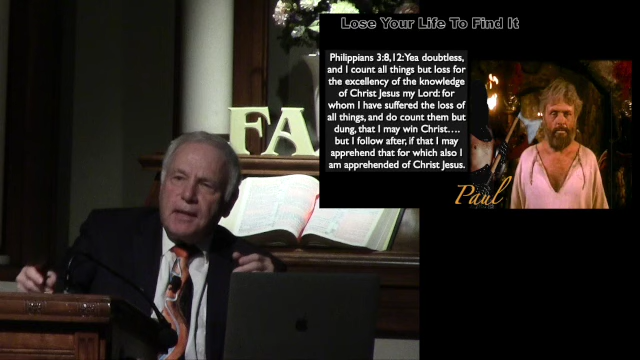 Lose Your Life To Find It
Philippians 3:8,12: Yea doubtless,
and I count all things but loss for
the excellency of the knowledge
of Christ Jesus my Lord: for
whom I have suffered the loss of
all things, and do count them but
dung, that I may win Christ....
but I follow after, if that I may
apprehend that for which also I
am apprehended of Christ Jesus.
Paul
FA